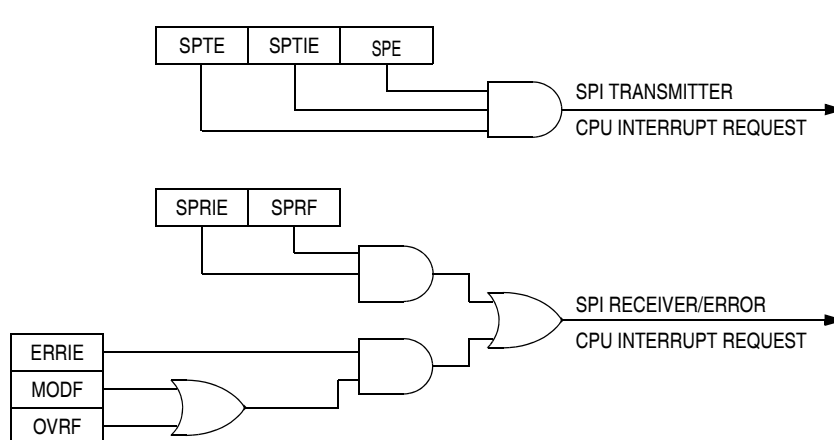 SPTE SPTIE SPE
SPI TRANSMITTER
CPU INTERRUPT REQUEST
SPRIE SPRF
SPI RECEIVER/ERROR
CPU INTERRUPT REQUEST
ERRIE
MODF
OVRF